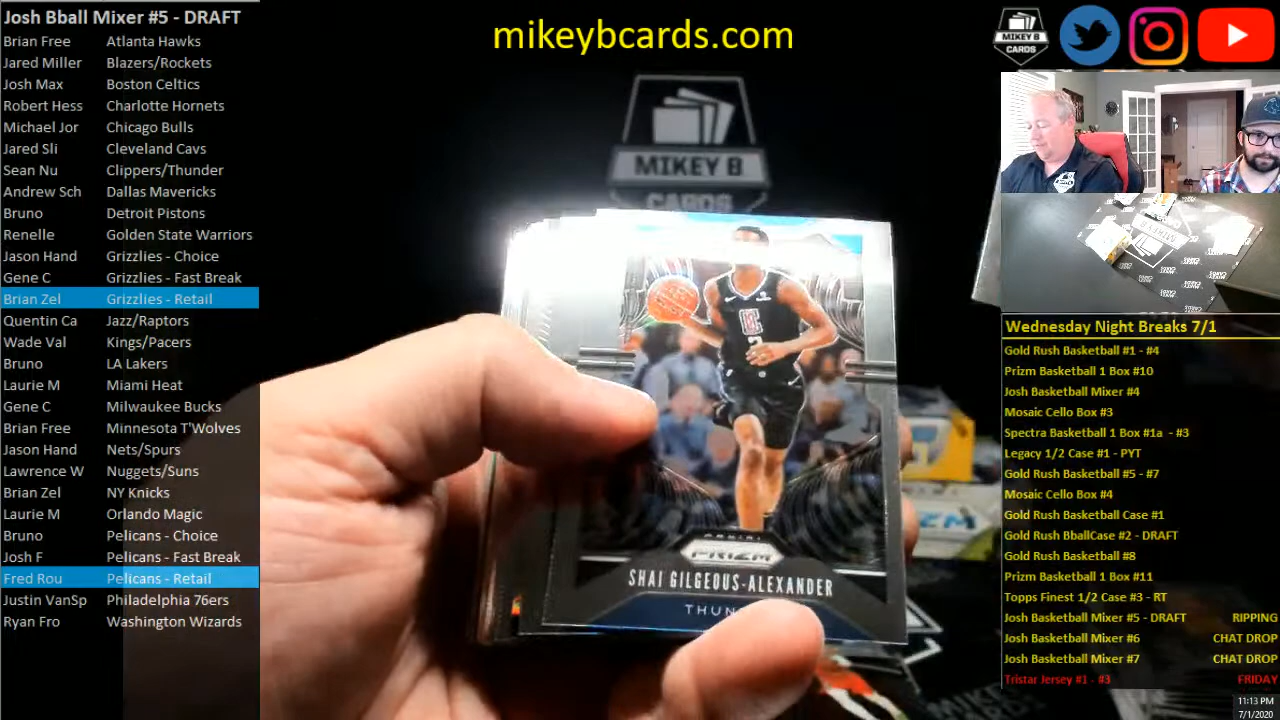 Josh Bball Mixer #5 - DRAFT
Brian Free Atlanta Hawks
Jared Miller Blazers/Rockets
Josh Max Boston Celtics
Robert Hess Charlotte Hornets
Michael Jor Chicago Bulls
Jared Sli Cleveland Cavs
Sean Nu Clippers/Thunder
Andrew Sch Dallas Mavericks
Bruno Detroit Pistons
Renelle Golden State Warriors
Jason Hand Grizzlies - Choice
Gene C Grizzlies - Fast Break
Brian Zel Grizzlies - Retail
Quentin Ca Jazz/Raptors
Wade Val Kings/Pacers
Bruno LA Lakers
Laurie M Miami Heat
Gene C Milwaukee Bucks
Brian Free Minnesota T'Wolves
Jason Hand Nets/Spurs
Lawrence W Nuggets/Suns
Brian Zel NY Knicks
Laurie M Orlando Magic
Bruno Pelicans - Choice
Josh F Pelicans - Fast Break
Fred Rou Pelicans - Retail
Justin VanSp Philadelphia 76ers
Ryan Fro Washington Wizards
mikeybcards.com
MIKEY B
CARDS
PANINI
PRIZM
SHAI GILGEOUS-ALEXANDER
MIKEY B
CARDS
Wednesday Night Breaks 7/1
Gold Rush Basketball #1 - #4
Prizm Basketball 1 Box #10
Josh Basketball Mixer #4
Mosaic Cello Box #3
Spectra Basketball 1 Box #1a - #3
Legacy 1/2 Case #1 - PYT
Gold Rush Basketball #5 - #7
Mosaic Cello Box #4
Gold Rush Basketball Case #1
Gold Rush BballCase #2 - DRAFT
Gold Rush Basketball #8
Prizm Basketball 1 Box #11
Topps Finest 1/2 Case #3 - RT
Josh Basketball Mixer #5 - DRAFT RIPPING
Josh Basketball Mixer #6 CHAT DROP
Josh Basketball Mixer #7 CHAT DROP
Tristar Jersey #1 - #3 FRIDAY
11:13 PM
7/1/2020